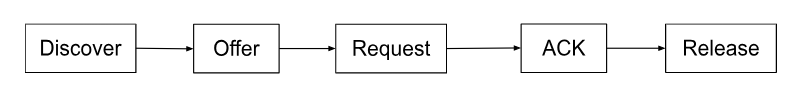 Discover
Offer
Request
ACK
Release